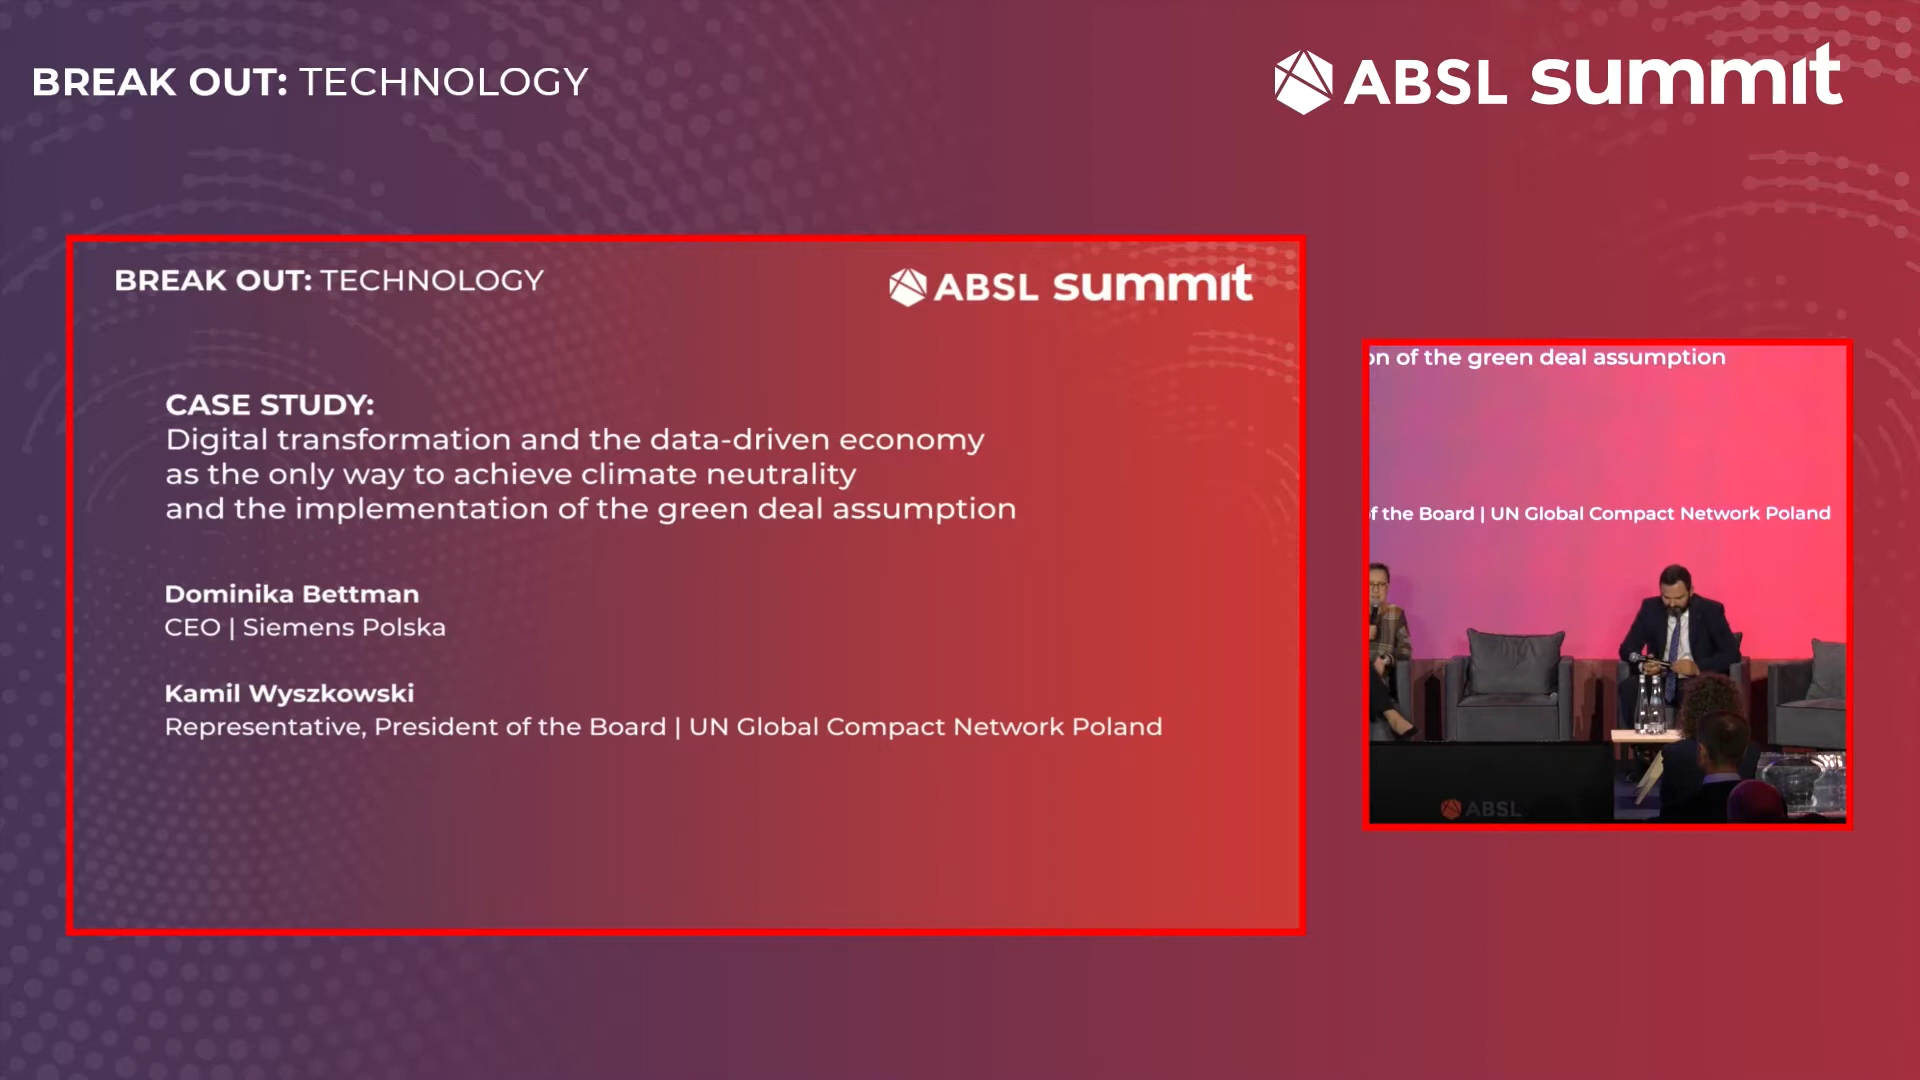 BREAK OUT: TECHNOLOGY
ABSL summit
BREAK OUT: TECHNOLOGY
ABSL summit
CASE STUDY:
Digital transformation and the data-driven economy
as the only way to achieve climate neutrality
and the implementation of the green deal assumption
Dominika Bettman
CEO | Siemens Polska
Kamil Wyszkowski
Representative, President of the Board | UN Global Compact Network Poland
on of the green deal assumption
of the Board | UN Global Compact Network Poland
ABSL